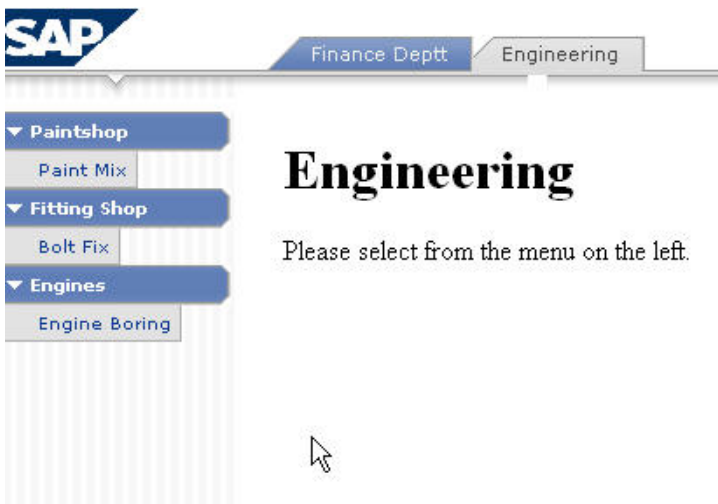 SAP
Finance Deptt
Engineering
Paintshop
Paint Mix
Fitting Shop
Bolt Fix
Engines
Engine Boring
Engineering
Please select from the menu on the left.